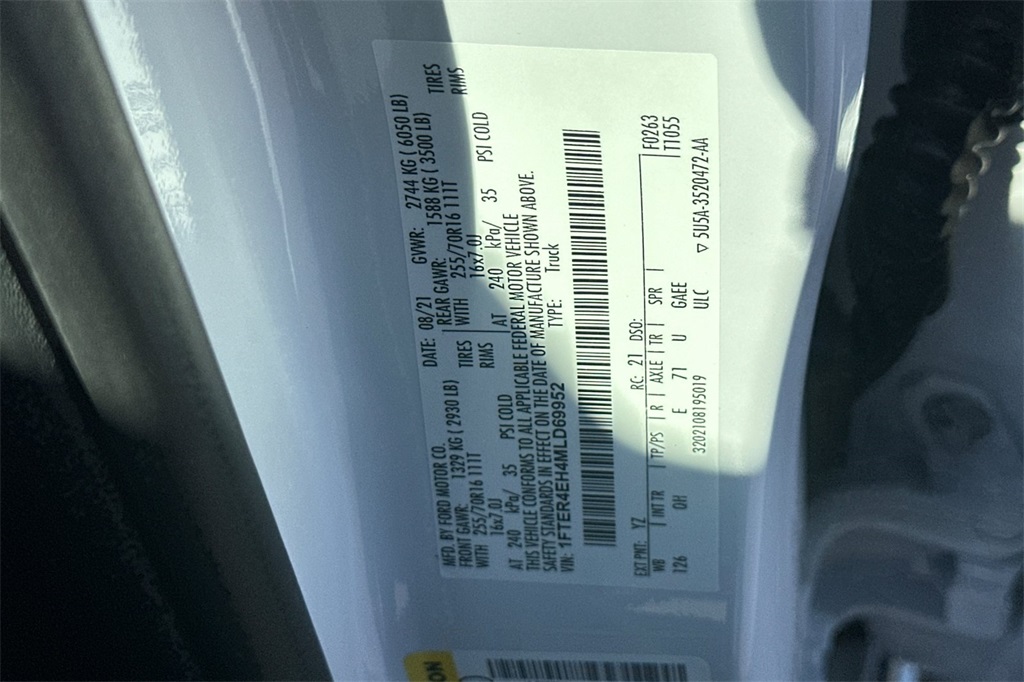 MFD. BY FORD MOTOR CO. DATE: 08/21 GVWR: 2744 KG ( 6050 LB)
FRONT GAWR: 1329 KG ( 2930 LB) REAR GAWR: 1588 KG ( 3500 LB)
WITH 255/70R16 111T TIRES WITH 255/70R16 111T TIRES
16x7.0J RIMS 16x7.0J RIMS
AT 240 kPa/ 35 PSI COLD AT 240 kPa/ 35 PSI COLD
THIS VEHICLE CONFORMS TO ALL APPLICABLE FEDERAL MOTOR VEHICLE
SAFETY STANDARDS IN EFFECT ON THE DATE OF MANUFACTURE SHOWN ABOVE.
VIN: 1FTER4EH4MLD69952 TYPE: Truck
EXT PNT: YZ RC: 21 DSO: F0263
WB INT TR TP/PS R AXLE TR SPR T1055
126 QH E 71 U GAEE
3202108195019 ULC ▽ 5U5A-3520472-AA
ON